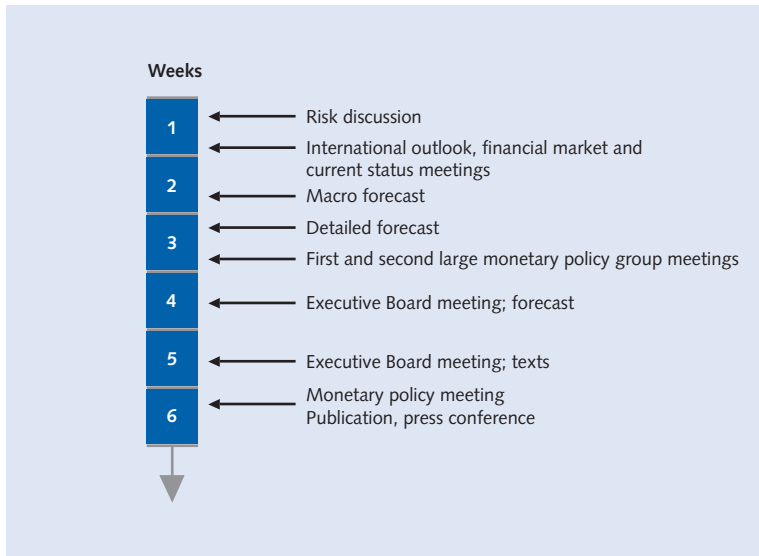 Weeks
1
Risk discussion
International outlook, financial market and
current status meetings
2
Macro forecast
Detailed forecast
3
First and second large monetary policy group meetings
4
Executive Board meeting; forecast
5
Executive Board meeting; texts
Monetary policy meeting
6
Publication, press conference